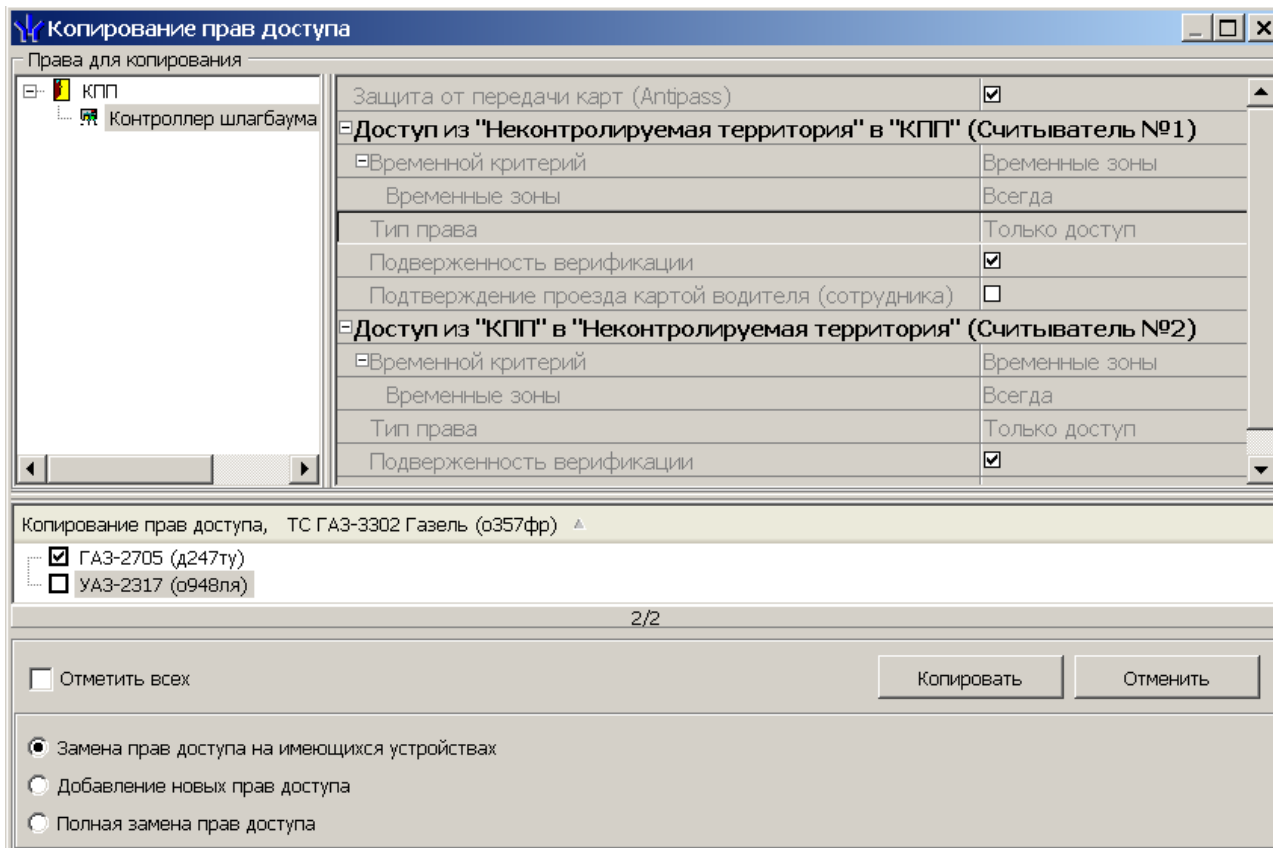 Копирование прав доступа
Права для копирования
КПП
Контроллер шлагбаума
Защита от передачи карт (Antipass)
Доступ из "Неконтролируемая территория" в "КПП" (Считыватель №1)
Временной критерий Временные зоны
Временные зоны Всегда
Тип права Только доступ
Подверженность верификации
Подтверждение проезда картой водителя (сотрудника)
Доступ из "КПП" в "Неконтролируемая территория" (Считыватель №2)
Временной критерий Временные зоны
Временные зоны Всегда
Тип права Только доступ
Подверженность верификации
Копирование прав доступа, ТС ГАЗ-3302 Газель (о357фр)
ГАЗ-2705 (д247ту)
УАЗ-2317 (о948ля)
2/2
Отметить всех Копировать Отменить
Замена прав доступа на имеющихся устройствах
Добавление новых прав доступа
Полная замена прав доступа